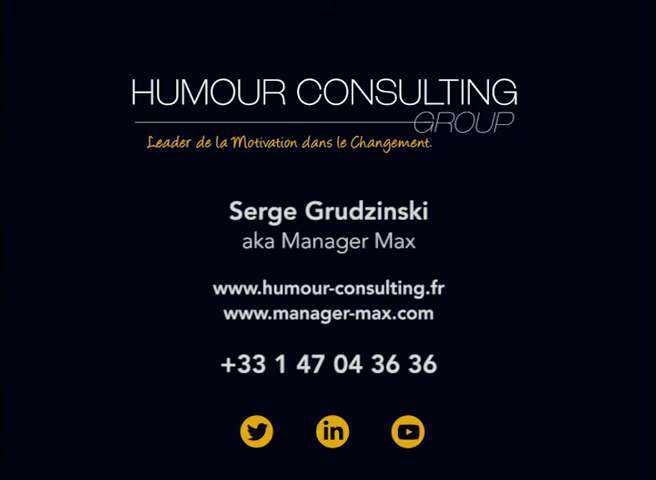 HUMOUR CONSULTING
GROUP
Leader de la Motivation dans le Changement.
Serge Grudzinski
aka Manager Max
www.humour-consulting.fr
www.manager-max.com
+33 1 47 04 36 36
in